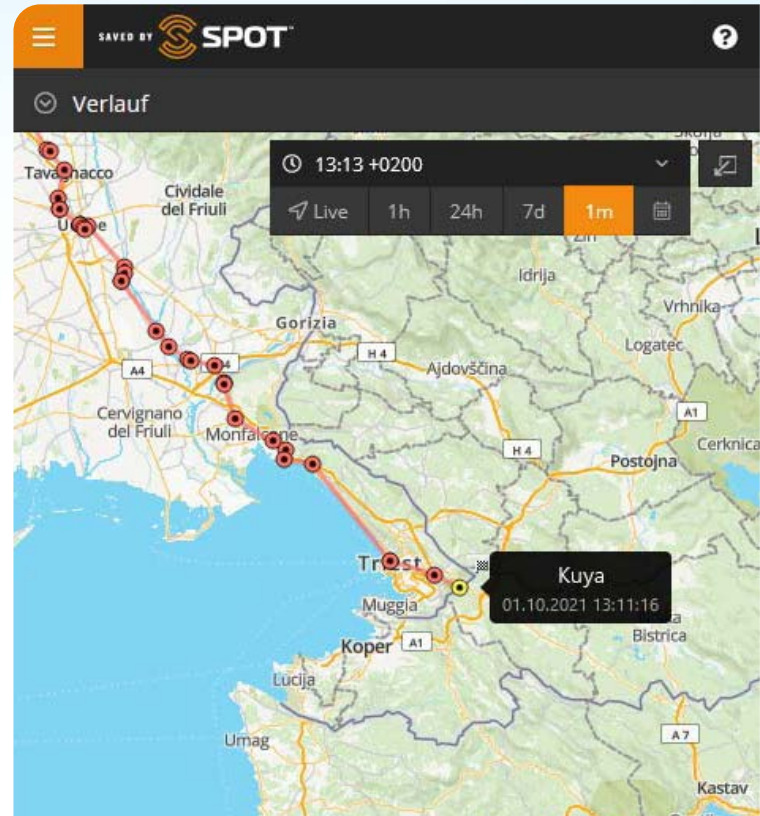 SAVED BY SPOT
Verlauf
13:13 +0200
Live 1h 24h 7d 1m
Cividale
del Friuli
Idrija
Gorizia
Vrhnika
Logatec
H 4
A4
Ajdovščina
Cervignano
del Friuli
Monfalcone
A1
Cerknica
H 4
Postojna
Triest
Kuya
01.10.2021 13:11:16
Muggia
Bistrica
Koper A1
Lucija
Umag
A 7
Kastav